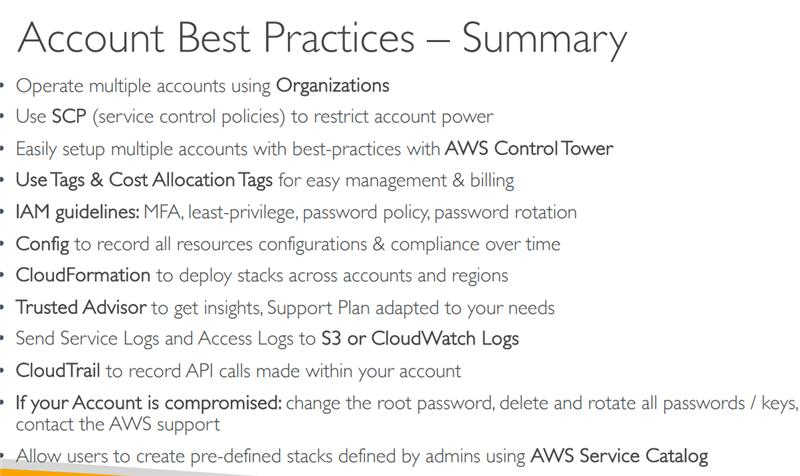 Account Best Practices – Summary
• Operate multiple accounts using Organizations
• Use SCP (service control policies) to restrict account power
• Easily setup multiple accounts with best-practices with AWS Control Tower
• Use Tags & Cost Allocation Tags for easy management & billing
• IAM guidelines: MFA, least-privilege, password policy, password rotation
• Config to record all resources configurations & compliance over time
• CloudFormation to deploy stacks across accounts and regions
• Trusted Advisor to get insights, Support Plan adapted to your needs
• Send Service Logs and Access Logs to S3 or CloudWatch Logs
• CloudTrail to record API calls made within your account
• If your Account is compromised: change the root password, delete and rotate all passwords / keys,
contact the AWS support
• Allow users to create pre-defined stacks defined by admins using AWS Service Catalog